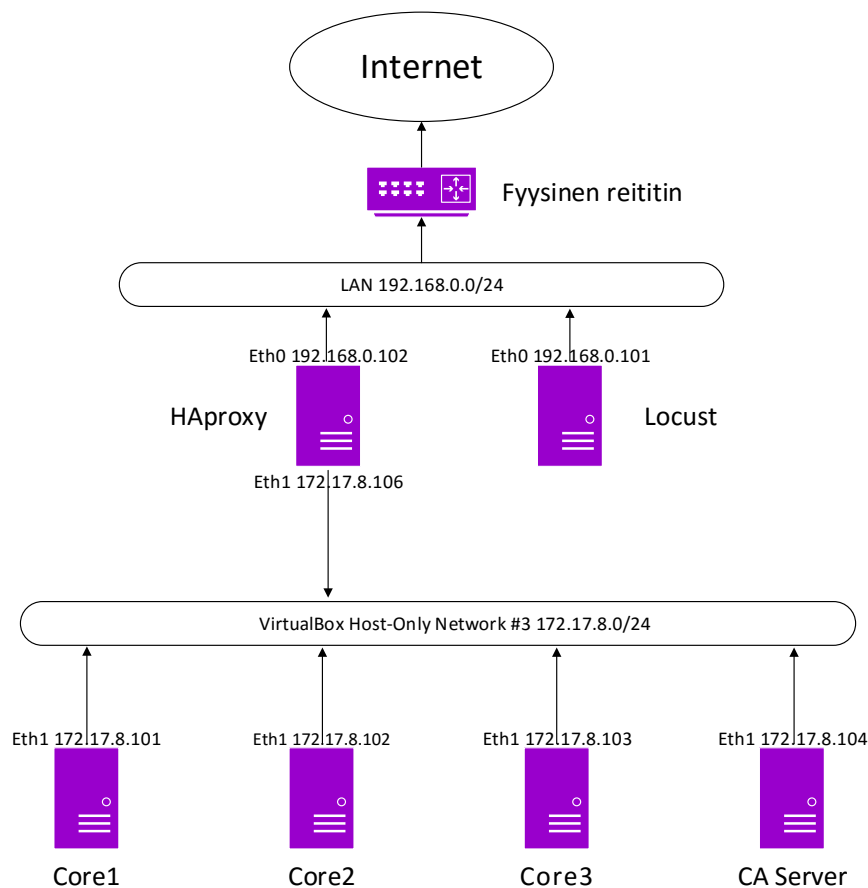 Internet
Fyysinen reititin
LAN 192.168.0.0/24
Eth0 192.168.0.102
Eth0 192.168.0.101
HAproxy
Locust
Eth1 172.17.8.106
VirtualBox Host-Only Network #3 172.17.8.0/24
Eth1 172.17.8.101
Eth1 172.17.8.102
Eth1 172.17.8.103
Eth1 172.17.8.104
Core1
Core2
Core3
CA Server